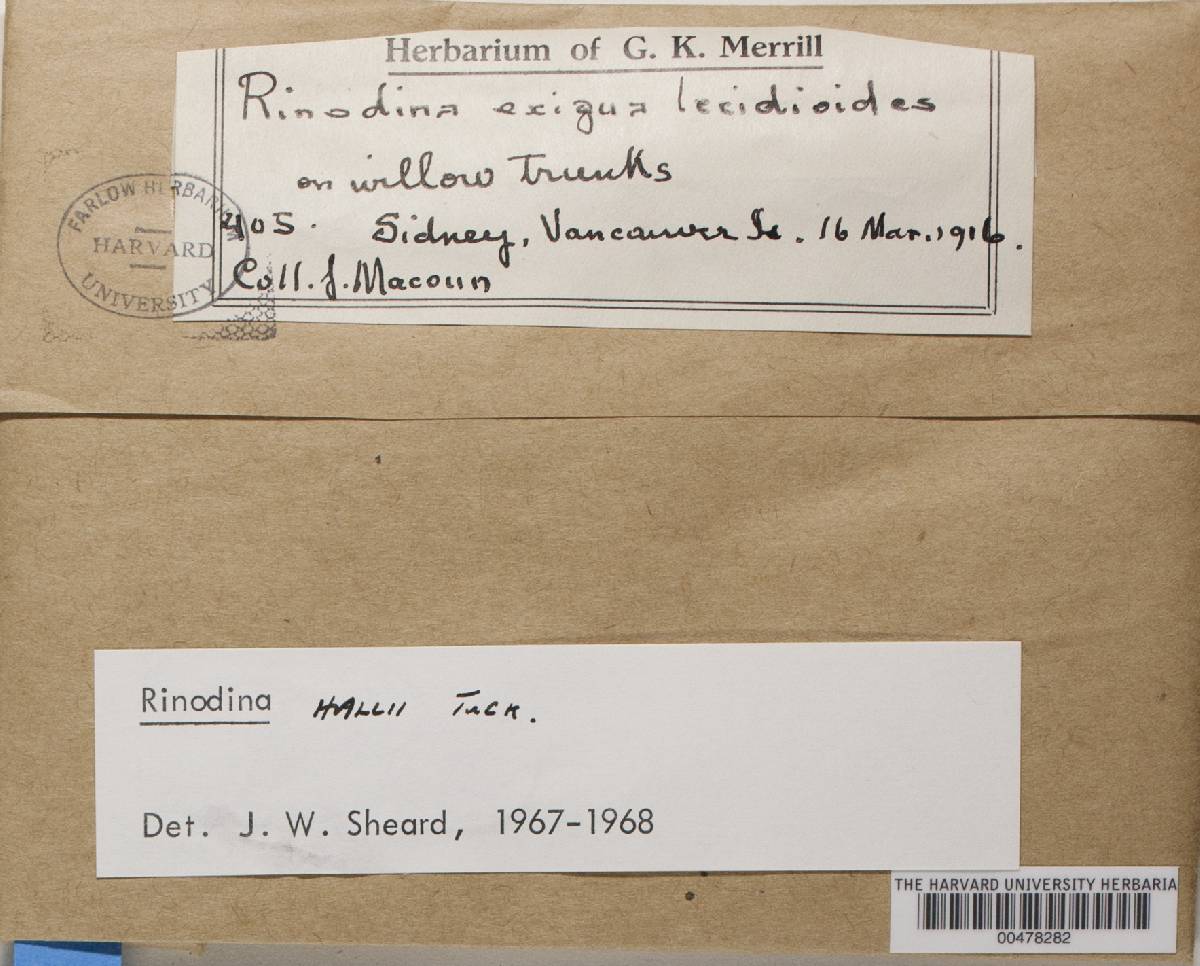 Herbarium of G. K. Merrill
Rinodina exigua lecidioides
on willow Trunks
405. Sidney, Vancouver Is. 16 Mar. 1916.
Coll. J. Macoun
FARLOW HERBARIUM
HARVARD
UNIVERSITY
Rinodina HALLII TUCK.
Det. J. W. Sheard, 1967-1968
THE HARVARD UNIVERSITY HERBARIA
00478282